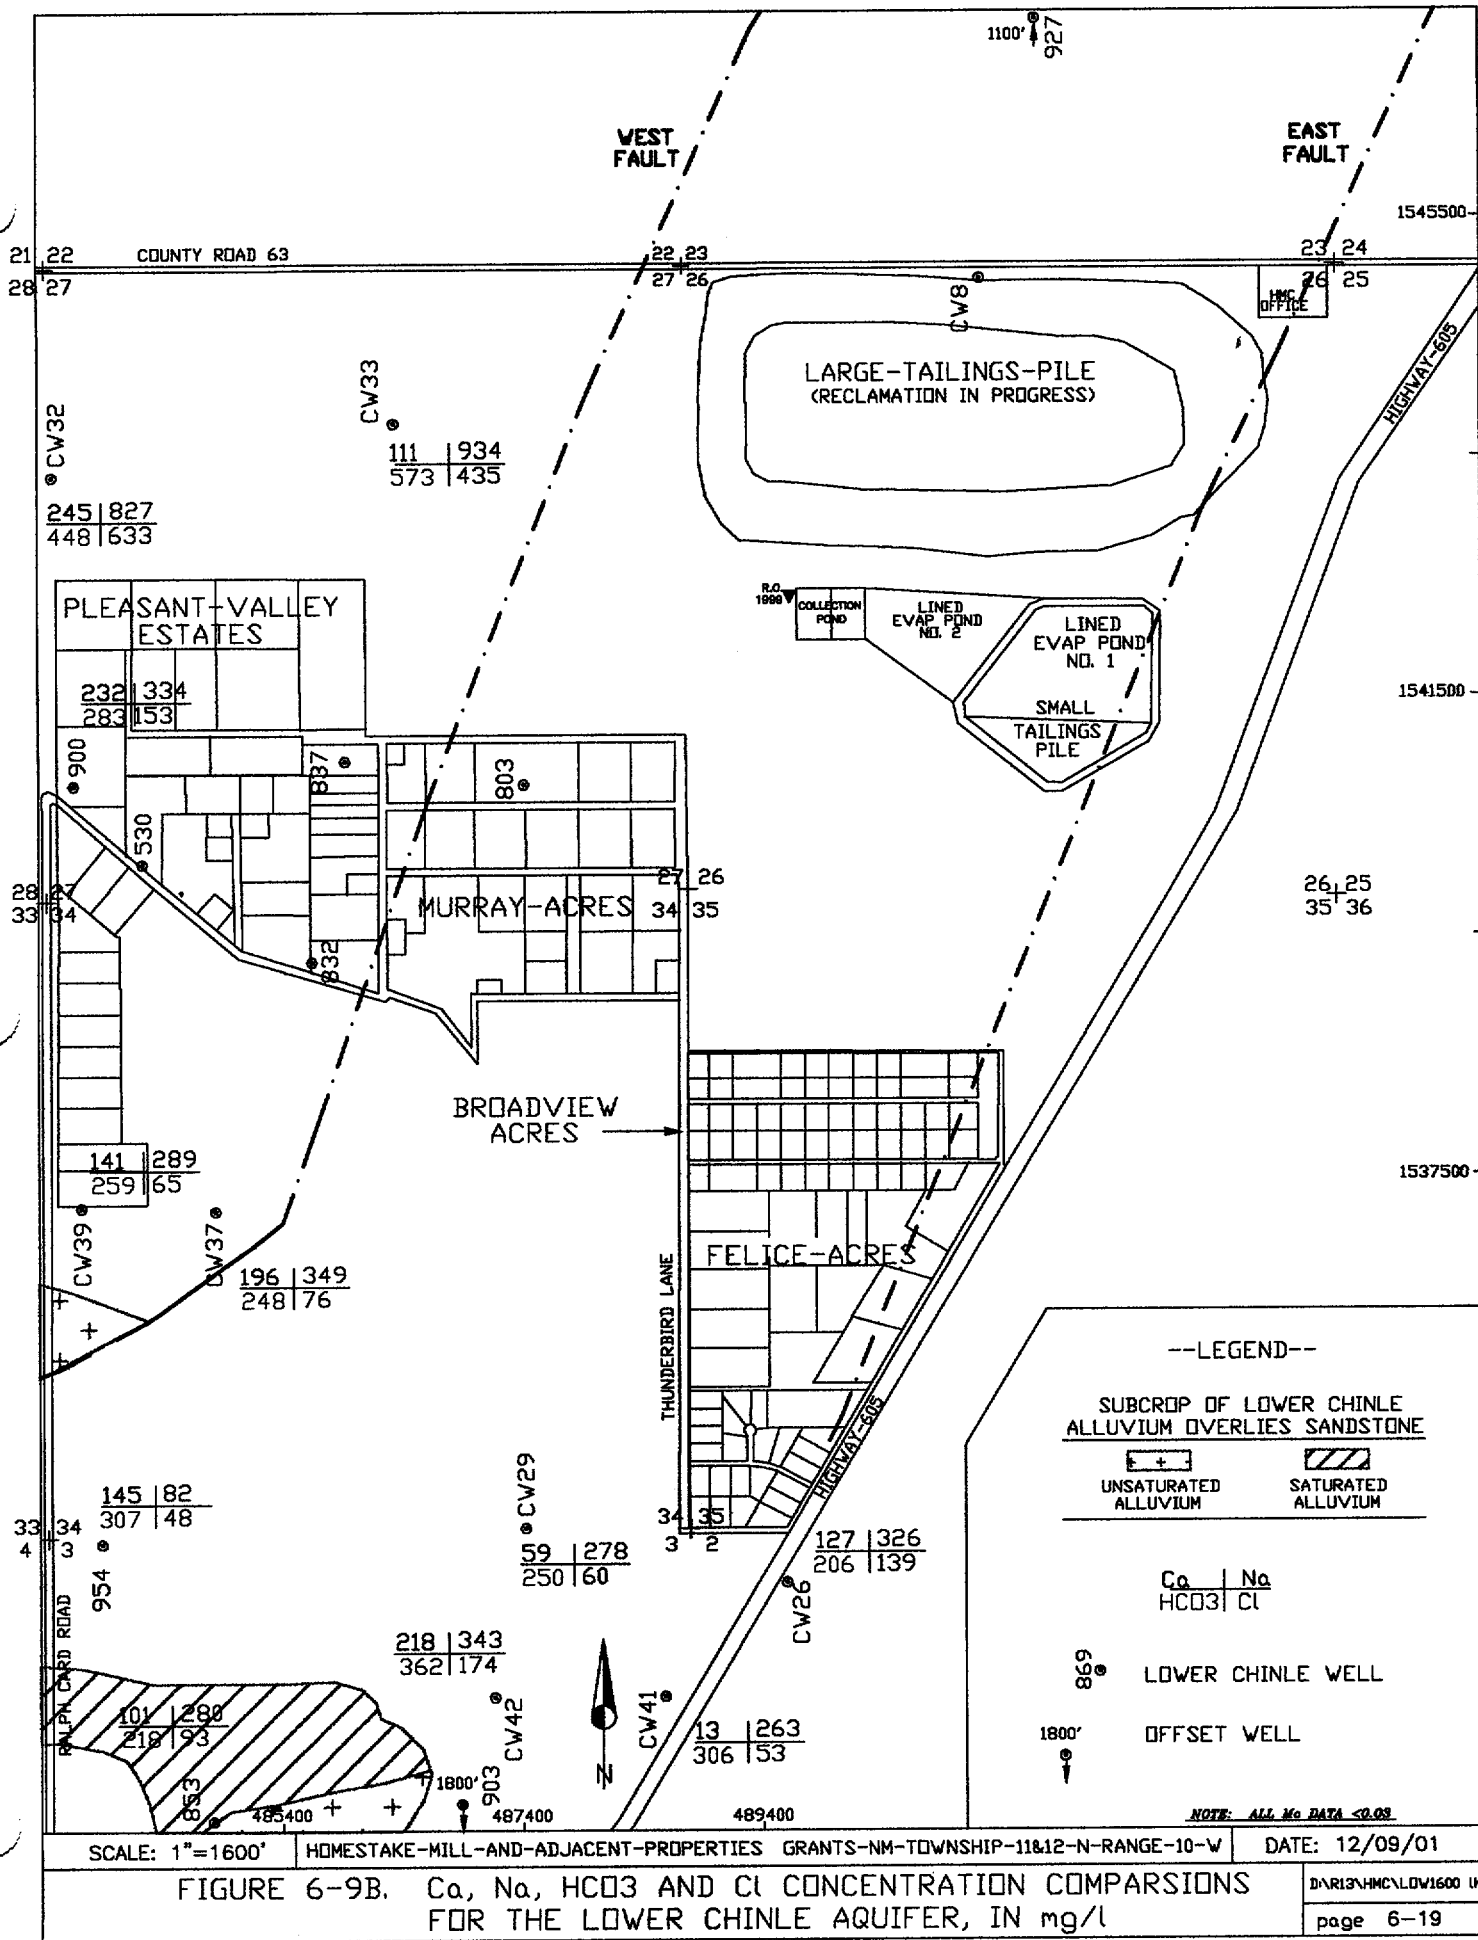 1100'
927
WEST
FAULT
EAST
FAULT
1545500
21 22
COUNTY ROAD 63
22 23
23 24
28 27
27 26
26 25
HMC
OFFICE
CW8
HIGHWAY-605
LARGE-TAILINGS-PILE
(RECLAMATION IN PROGRESS)
CW33
111 934
573 435
CW32
245 827
448 633
PLEASANT-VALLEY
ESTATES
R.O.
1999
COLLECTION
POND
LINED
EVAP POND
NO. 2
LINED
EVAP POND
NO. 1
SMALL
TAILINGS
PILE
1541500
232 334
283 153
900
837
803
530
28 27
33 34
27 26
34 35
26 25
35 36
MURRAY-ACRES
832
BROADVIEW
ACRES
141 289
259 65
1537500
CW39
CW37
196 349
248 76
FELICE-ACRES
THUNDERBIRD LANE
HIGHWAY-605
--LEGEND--
SUBCROP OF LOWER CHINLE
ALLUVIUM OVERLIES SANDSTONE
UNSATURATED
ALLUVIUM
SATURATED
ALLUVIUM
Ca Na
HCO3 Cl
869
LOWER CHINLE WELL
1800'
OFFSET WELL
NOTE: ALL Mo DATA <0.03
145 82
307 48
33 34
4 3
954
CW29
59 278
250 60
34 35
3 2
127 326
206 139
CW26
RALPH CARD ROAD
218 343
362 174
CW42
CW41
13 263
306 53
N
101 280
218 93
853
1800'
903
485400
487400
489400
SCALE: 1"=1600'
HOMESTAKE-MILL-AND-ADJACENT-PROPERTIES GRANTS-NM-TOWNSHIP-11&12-N-RANGE-10-W
DATE: 12/09/01
FIGURE 6-9B. Ca, Na, HCO3 AND Cl CONCENTRATION COMPARSIONS
FOR THE LOWER CHINLE AQUIFER, IN mg/l
D:\R13\HMC\LOW1600
page 6-19